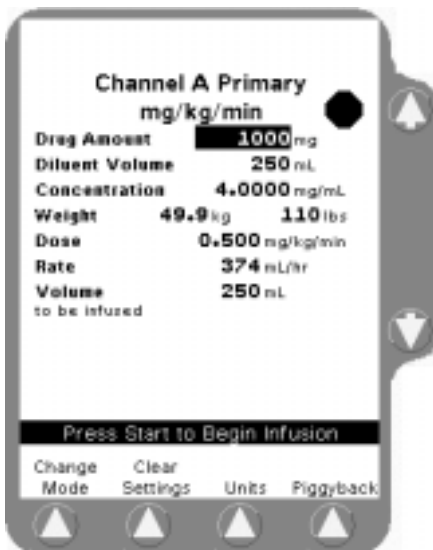 Channel A Primary
mg/kg/min
Drug Amount 1000 mg
Diluent Volume 250 mL
Concentration 4.0000 mg/mL
Weight 49.9 kg 110 lbs
Dose 0.500 mg/kg/min
Rate 374 mL/hr
Volume 250 mL
to be infused
Press Start to Begin Infusion
Change Clear
Mode Settings Units Piggyback